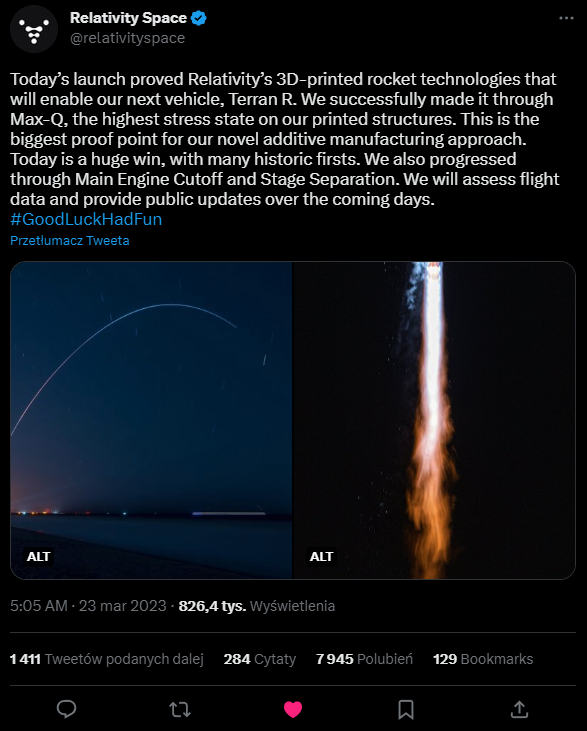 Relativity Space
@relativityspace
Today’s launch proved Relativity’s 3D-printed rocket technologies that
will enable our next vehicle, Terran R. We successfully made it through
Max-Q, the highest stress state on our printed structures. This is the
biggest proof point for our novel additive manufacturing approach.
Today is a huge win, with many historic firsts. We also progressed
through Main Engine Cutoff and Stage Separation. We will assess flight
data and provide public updates over the coming days.
#GoodLuckHadFun
Przetłumacz Tweeta
ALT
ALT
5:05 AM · 23 mar 2023 · 826,4 tys. Wyświetlenia
1 411 Tweetów podanych dalej 284 Cytaty 7 945 Polubień 129 Bookmarks